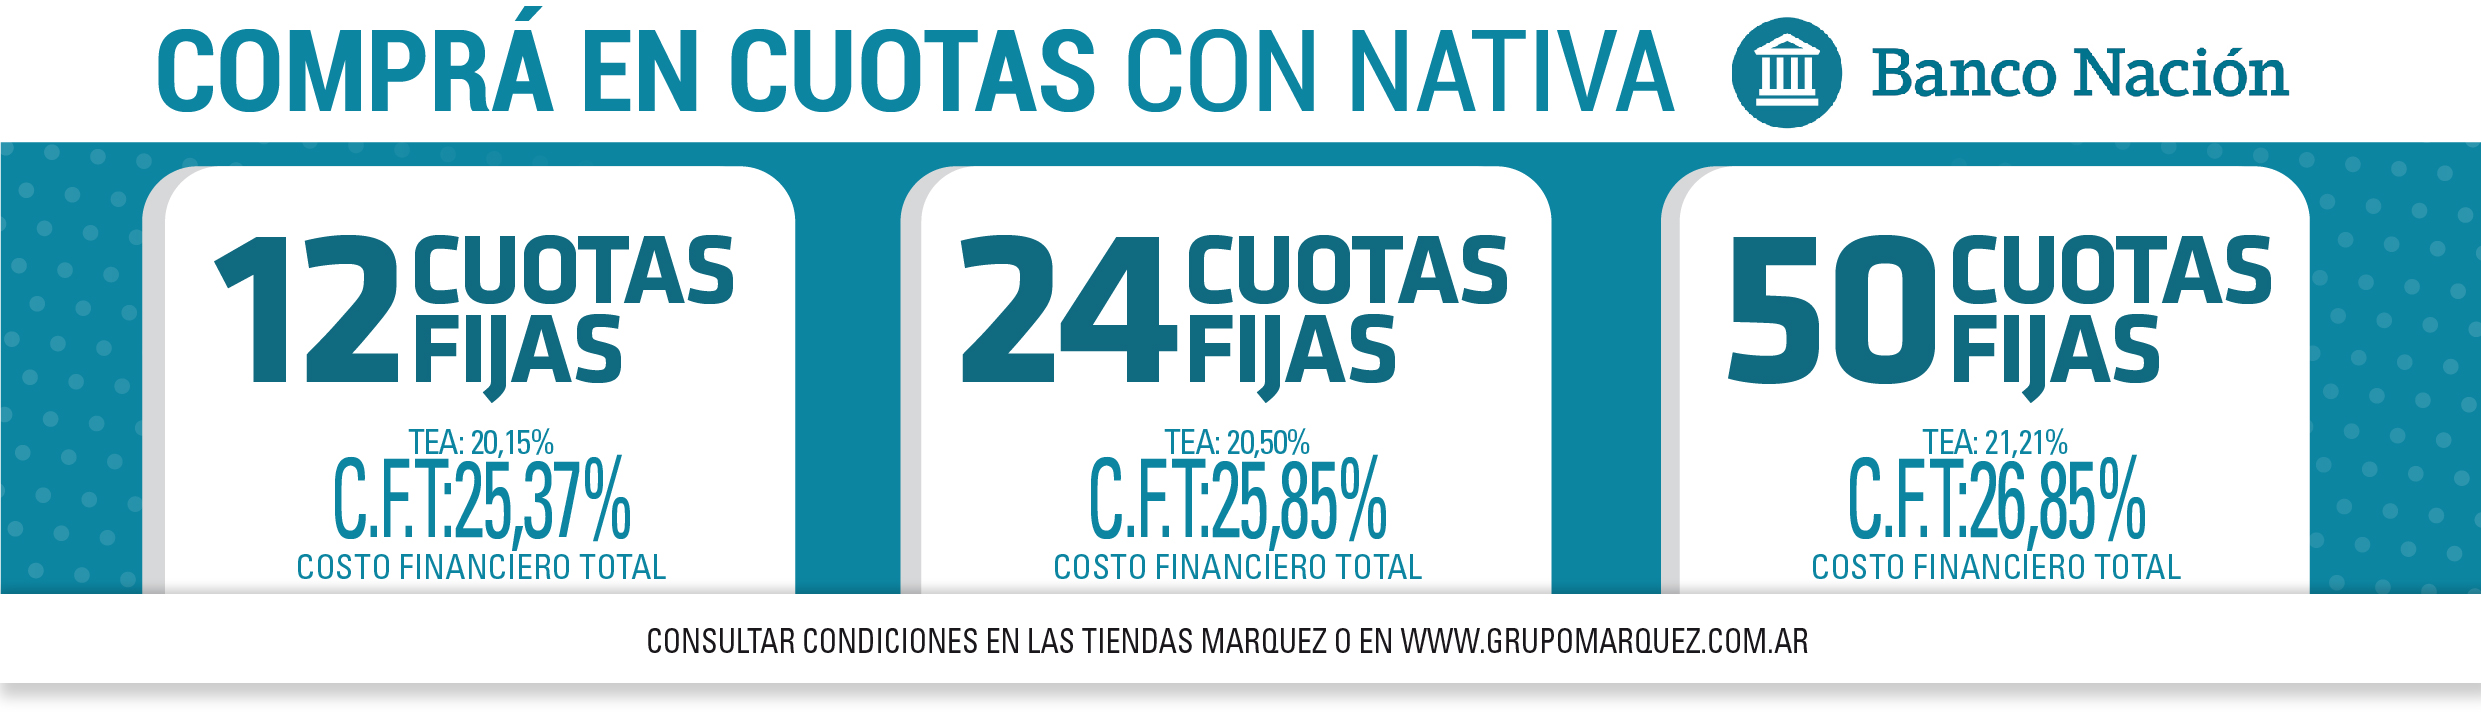 COMPRÁ EN CUOTAS CON NATIVA Banco Nación
12 CUOTAS FIJAS
TEA: 20,15%
C.F.T.:25,37%
COSTO FINANCIERO TOTAL
24 CUOTAS FIJAS
TEA: 20,50%
C.F.T.:25,85%
COSTO FINANCIERO TOTAL
50 CUOTAS FIJAS
TEA: 21,21%
C.F.T.:26,85%
COSTO FINANCIERO TOTAL
CONSULTAR CONDICIONES EN LAS TIENDAS MARQUEZ O EN WWW.GRUPOMARQUEZ.COM.AR